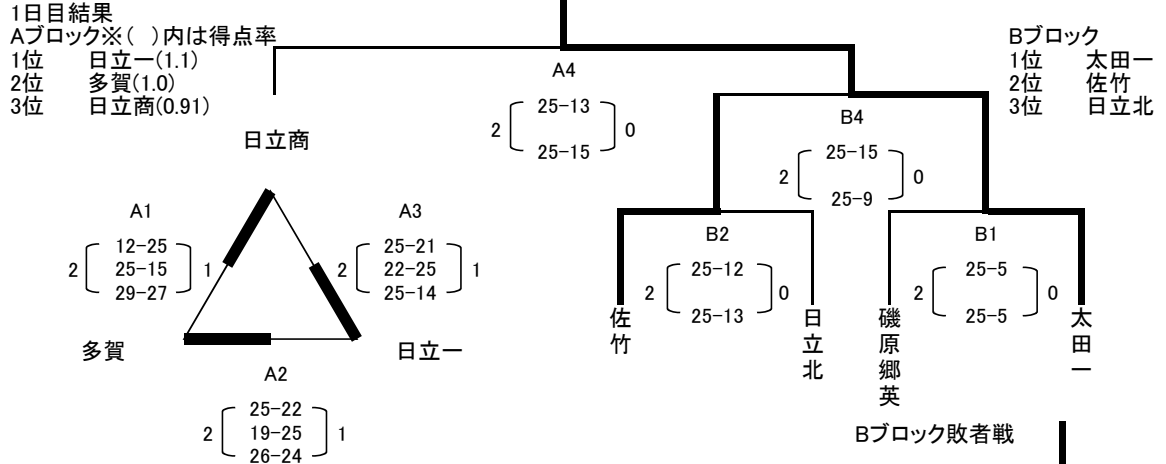 1日目結果
Aブロック※( )内は得点率
1位 日立一(1.1)
2位 多賀(1.0)
3位 日立商(0.91)
Bブロック
1位 太田一
2位 佐竹
3位 日立北
A4
25-13
2 0
25-15
日立商
B4
25-15
2 0
25-9
A1
12-25
2 25-15 1
29-27
A3
25-21
2 22-25 1
25-14
多賀
日立一
A2
25-22
2 19-25 1
26-24
B2
25-12
2 0
25-13
B1
25-5
2 0
25-5
佐竹
日立北
磯原郷英
太田一
Bブロック敗者戦